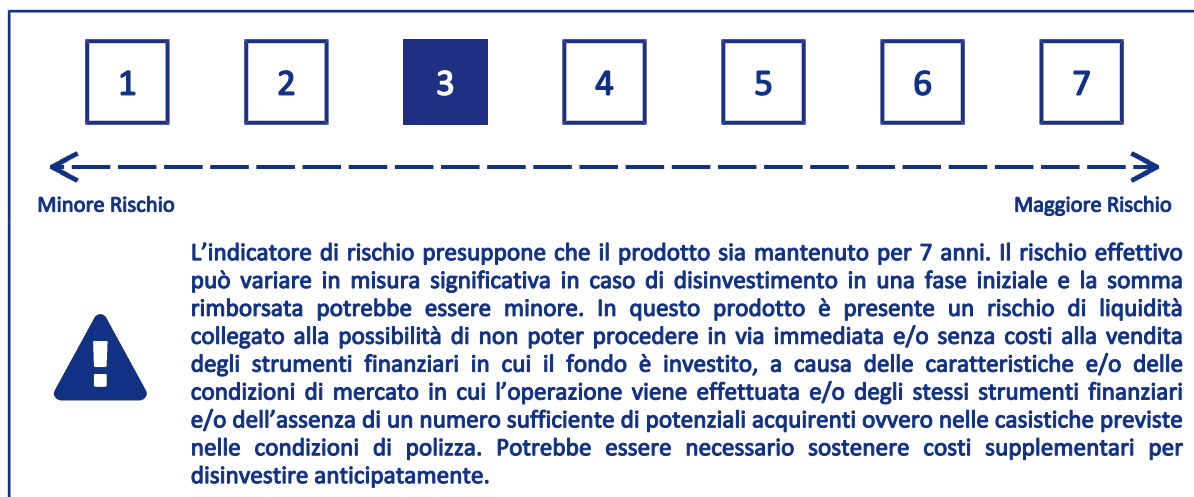 1 2 3 4 5 6 7
Minore Rischio Maggiore Rischio
L'indicatore di rischio presuppone che il prodotto sia mantenuto per 7 anni. Il rischio effettivo
può variare in misura significativa in caso di disinvestimento in una fase iniziale e la somma
rimborsata potrebbe essere minore. In questo prodotto è presente un rischio di liquidità
collegato alla possibilità di non poter procedere in via immediata e/o senza costi alla vendita
degli strumenti finanziari in cui il fondo è investito, a causa delle caratteristiche e/o delle
condizioni di mercato in cui l'operazione viene effettuata e/o degli stessi strumenti finanziari
e/o dell'assenza di un numero sufficiente di potenziali acquirenti ovvero nelle casistiche previste
nelle condizioni di polizza. Potrebbe essere necessario sostenere costi supplementari per
disinvestire anticipatamente.